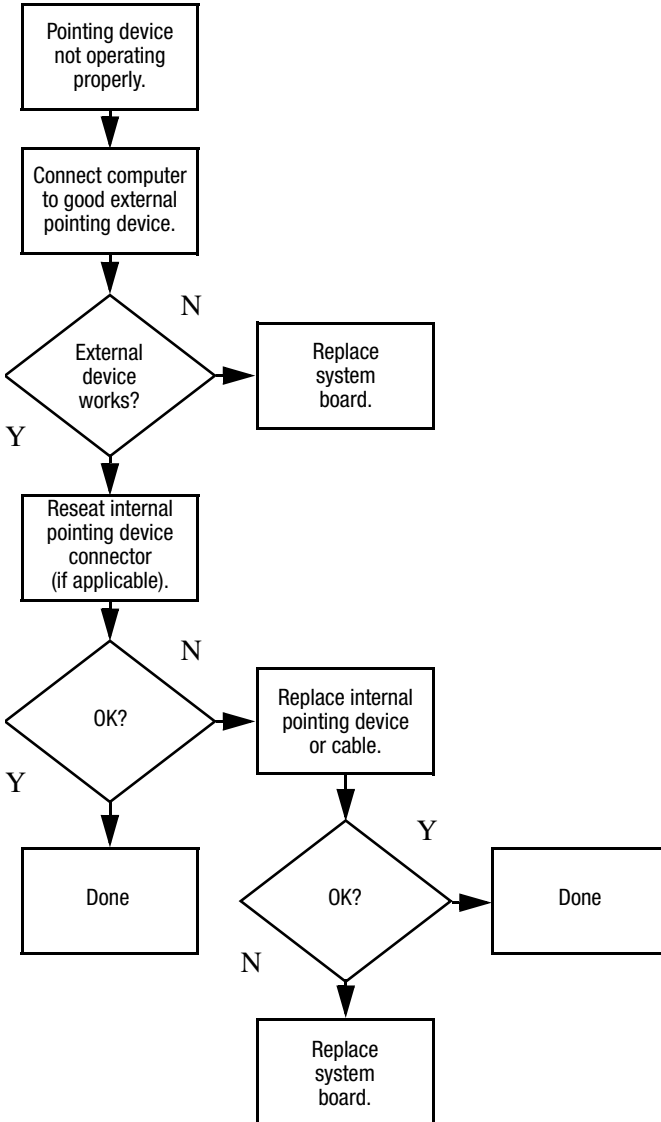 Pointing device
not operating
properly.
Connect computer
to good external
pointing device.
N
External
device
works?
Replace
system
board.
Y
Reseat internal
pointing device
connector
(if applicable).
N
OK?
Replace internal
pointing device
or cable.
Y
Y
Done
OK?
Done
N
Replace
system
board.